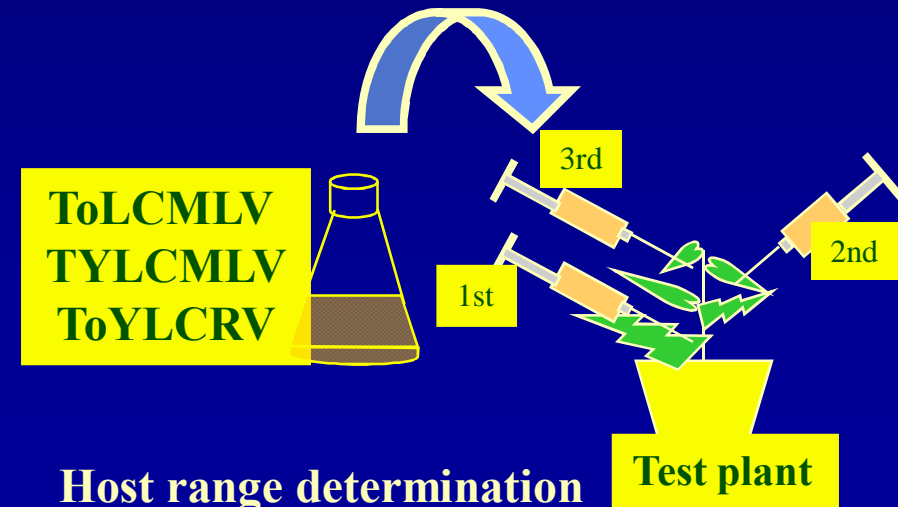 3rd
ToLCMLV
TYLCMLV
ToYLCRV
2nd
1st
Test plant
Host range determination